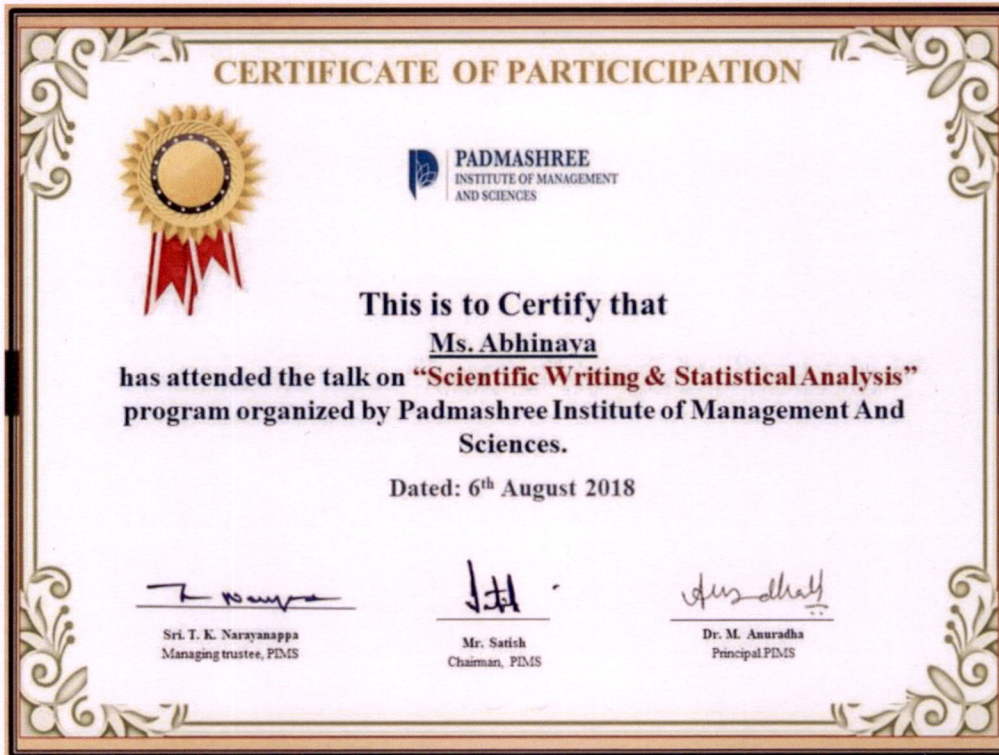 CERTIFICATE OF PARTICICIPATION
PADMASHREE
INSTITUTE OF MANAGEMENT
AND SCIENCES
This is to Certify that
Ms. Abhinaya
has attended the talk on “Scientific Writing & Statistical Analysis”
program organized by Padmashree Institute of Management And
Sciences.
Dated: 6th August 2018
Sri. T. K. Narayanappa
Managing trustee, PIMS
Mr. Satish
Chairman, PIMS
Dr. M. Anuradha
Principal.PIMS